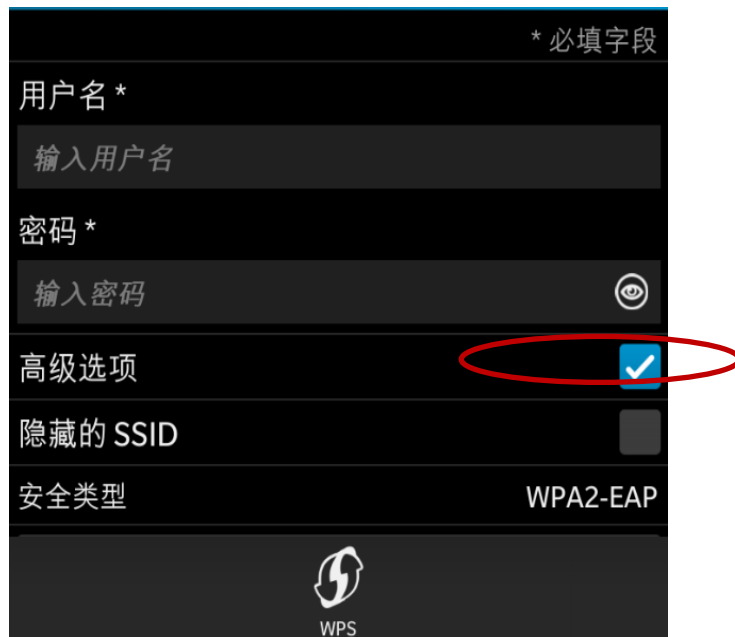 * 必填字段
用户名 *
输入用户名
密码 *
输入密码
高级选项
隐藏的 SSID
安全类型 WPA2-EAP
WPS